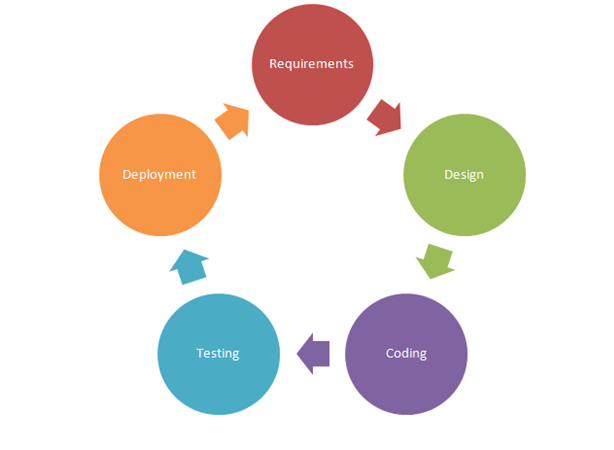 Requirements
Design
Coding
Testing
Deployment